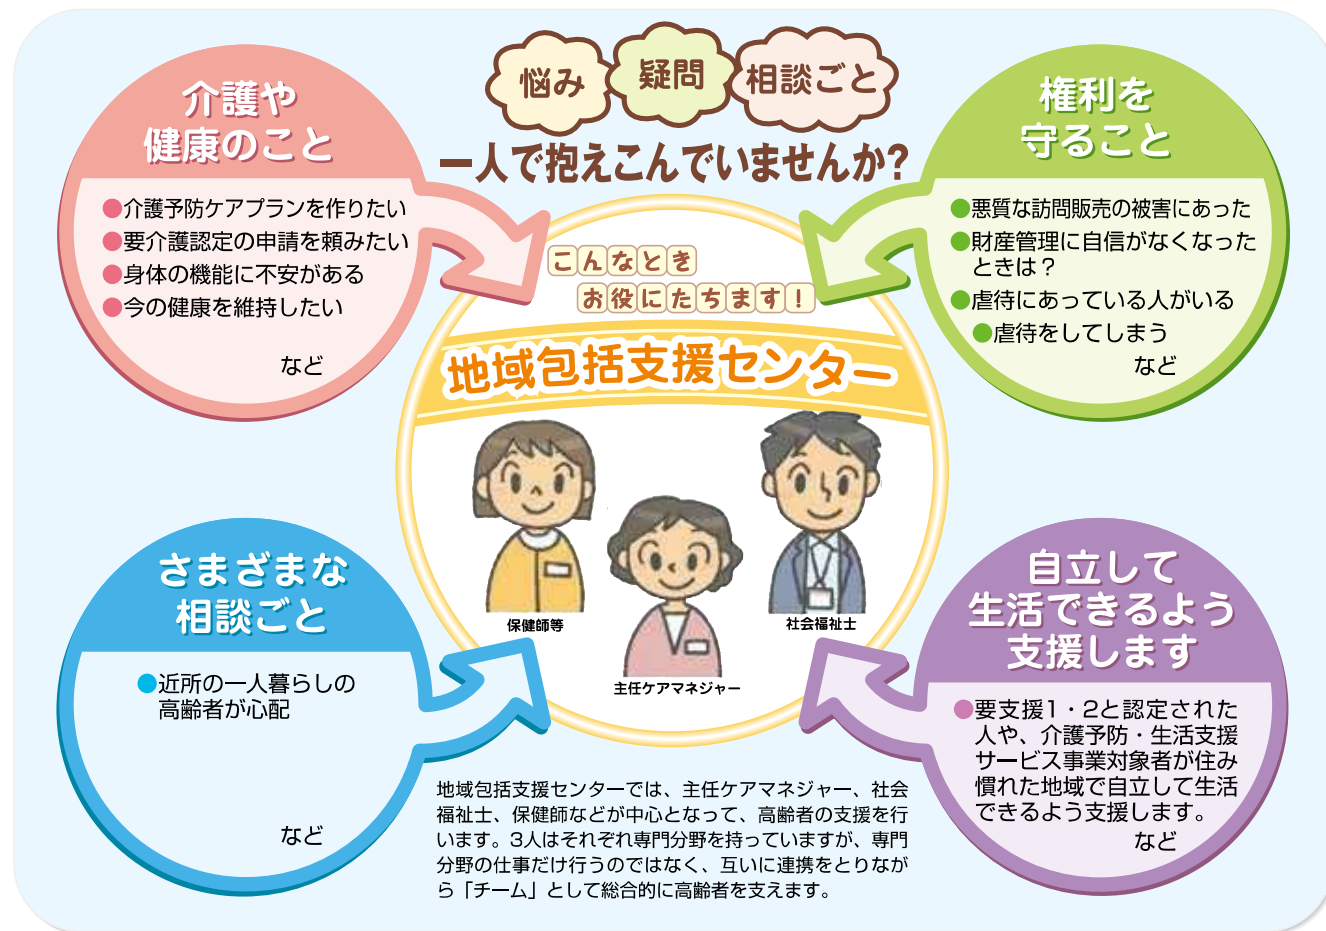 悩み
疑問
相談ごと
一人で抱えこんでいませんか?
介護や
健康のこと
●介護予防ケアプランを作りたい
●要介護認定の申請を頼みたい
●身体の機能に不安がある
●今の健康を維持したい
など
権利を
守ること
●悪質な訪問販売の被害にあった
●財産管理に自信がなくなった
ときは？
●虐待にあっている人がいる
●虐待をしてしまう
など
こんなとき
お役にたちます！
地域包括支援センター
保健師等
主任ケアマネジャー
社会福祉士
さまざまな
相談ごと
●近所の一人暮らしの
高齢者が心配
など
自立して
生活できるよう
支援します
●要支援1・2と認定された
人や、介護予防・生活支援
サービス事業対象者が住み
慣れた地域で自立して生活
できるよう支援します。
など
地域包括支援センターでは、主任ケアマネジャー、社会
福祉士、保健師などが中心となって、高齢者の支援を行
います。3人はそれぞれ専門分野を持っていますが、専門
分野の仕事だけ行うのではなく、互いに連携をとりなが
ら「チーム」として総合的に高齢者を支えます。